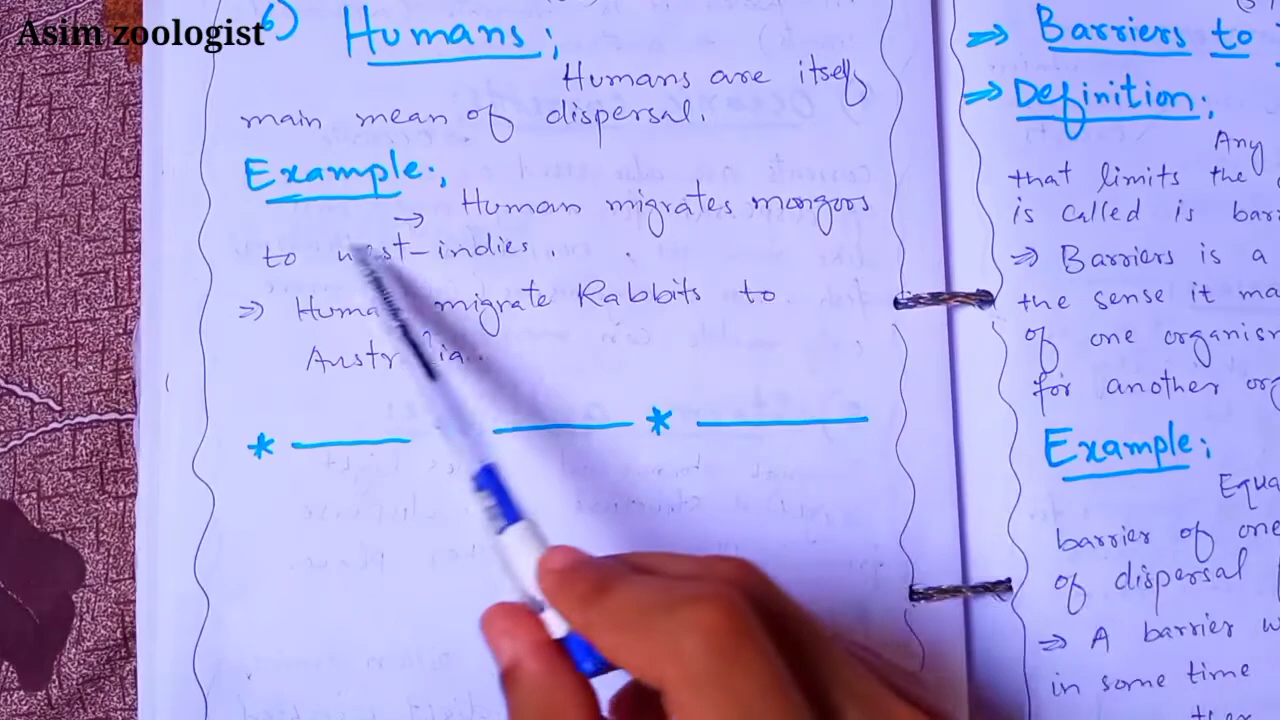 Asim zoologist
6) Humans;
Humans are itself
main mean of dispersal.
Example;
→ Human migrates mongoos
to west-indies.
⇒ Human migrate Rabbits to
Australia.
⇒ Barriers to
⇒ Definition;
Any
that limits the
is called is bar
⇒ Barriers is a
the sense it ma
of one organis
for another org
Example;
Equa
barrier of one
of dispersal
⇒ A barrier w
in some time